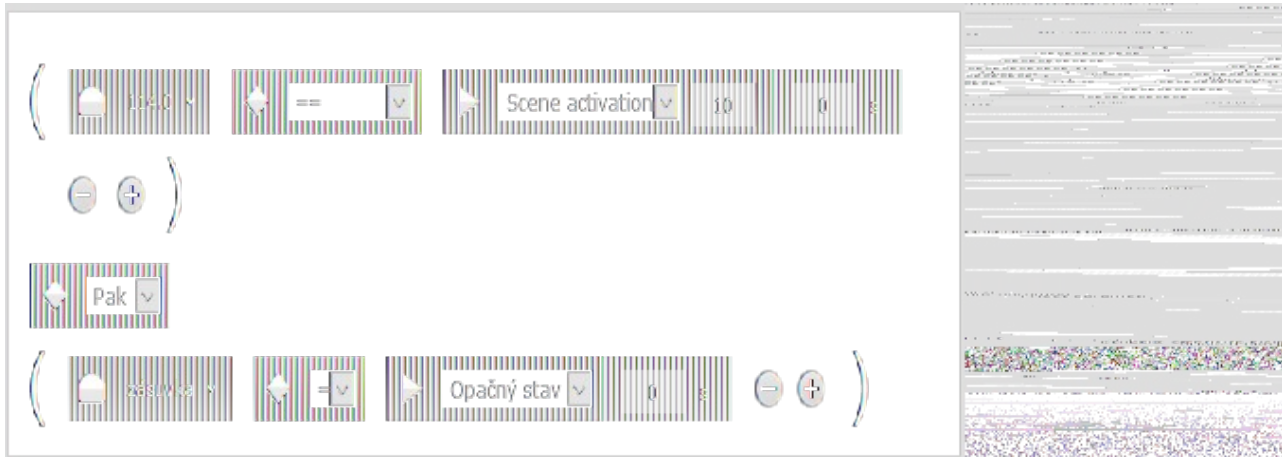 ( == Scene activation 10 0 s
− + )
Pak
( = Opačný stav 0 s − + )